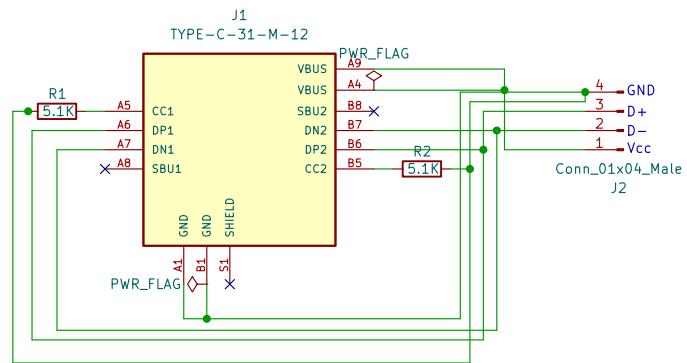 J1
TYPE-C-31-M-12
PWR_FLAG
R1
5.1K
A5
A6
A7
A8
CC1
DP1
DN1
SBU1
VBUS
VBUS
SBU2
DN2
DP2
CC2
A9
A4
B8
B7
B6
B5
R2
5.1K
4 GND
3 D+
2 D-
1 Vcc
Conn_01x04_Male
J2
GND
GND
SHIELD
A1
B1
S1
PWR_FLAG